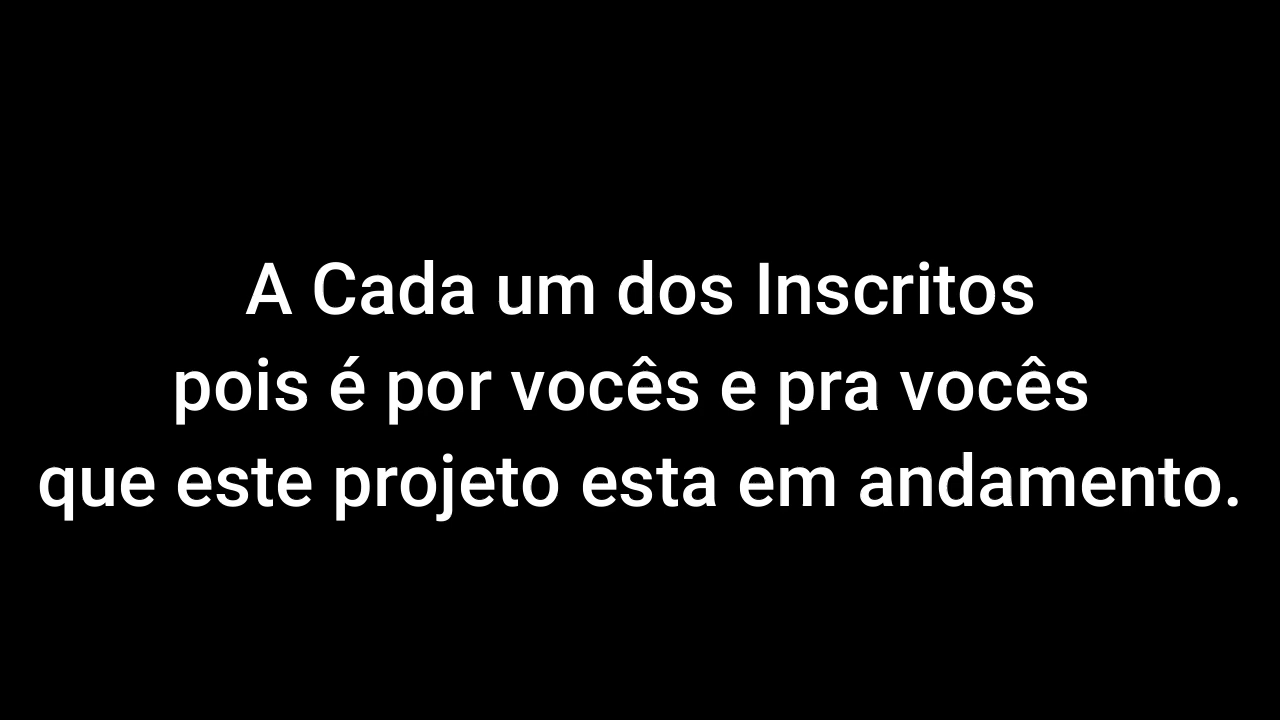 A Cada um dos Inscritos
pois é por vocês e pra vocês
que este projeto esta em andamento.